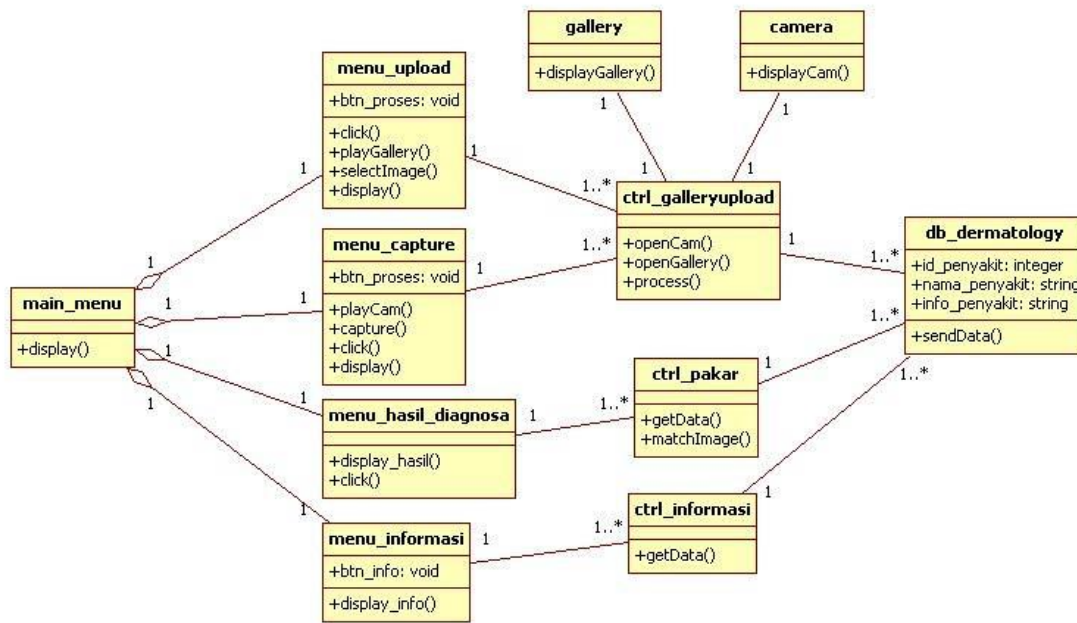 gallery
+displayGallery()
camera
+displayCam()
menu_upload
+btn_proses: void
+click()
+playGallery()
+selectImage()
+display()
1
1
1
1
1
1
1
1
1..*
ctrl_galleryupload
+openCam()
+openGallery()
+process()
1
1..*
db_dermatology
+id_penyakit: integer
+nama_penyakit: string
+info_penyakit: string
+sendData()
menu_capture
+btn_proses: void
+playCam()
+capture()
+click()
+display()
1
1..*
1
1
main_menu
+display()
1
1
menu_hasil_diagnosa
+display_hasil()
+click()
1
1..*
ctrl_pakar
+getData()
+matchImage()
1
1..*
1
1
menu_informasi
+btn_info: void
+display_info()
1
1..*
ctrl_informasi
+getData()
1
1..*